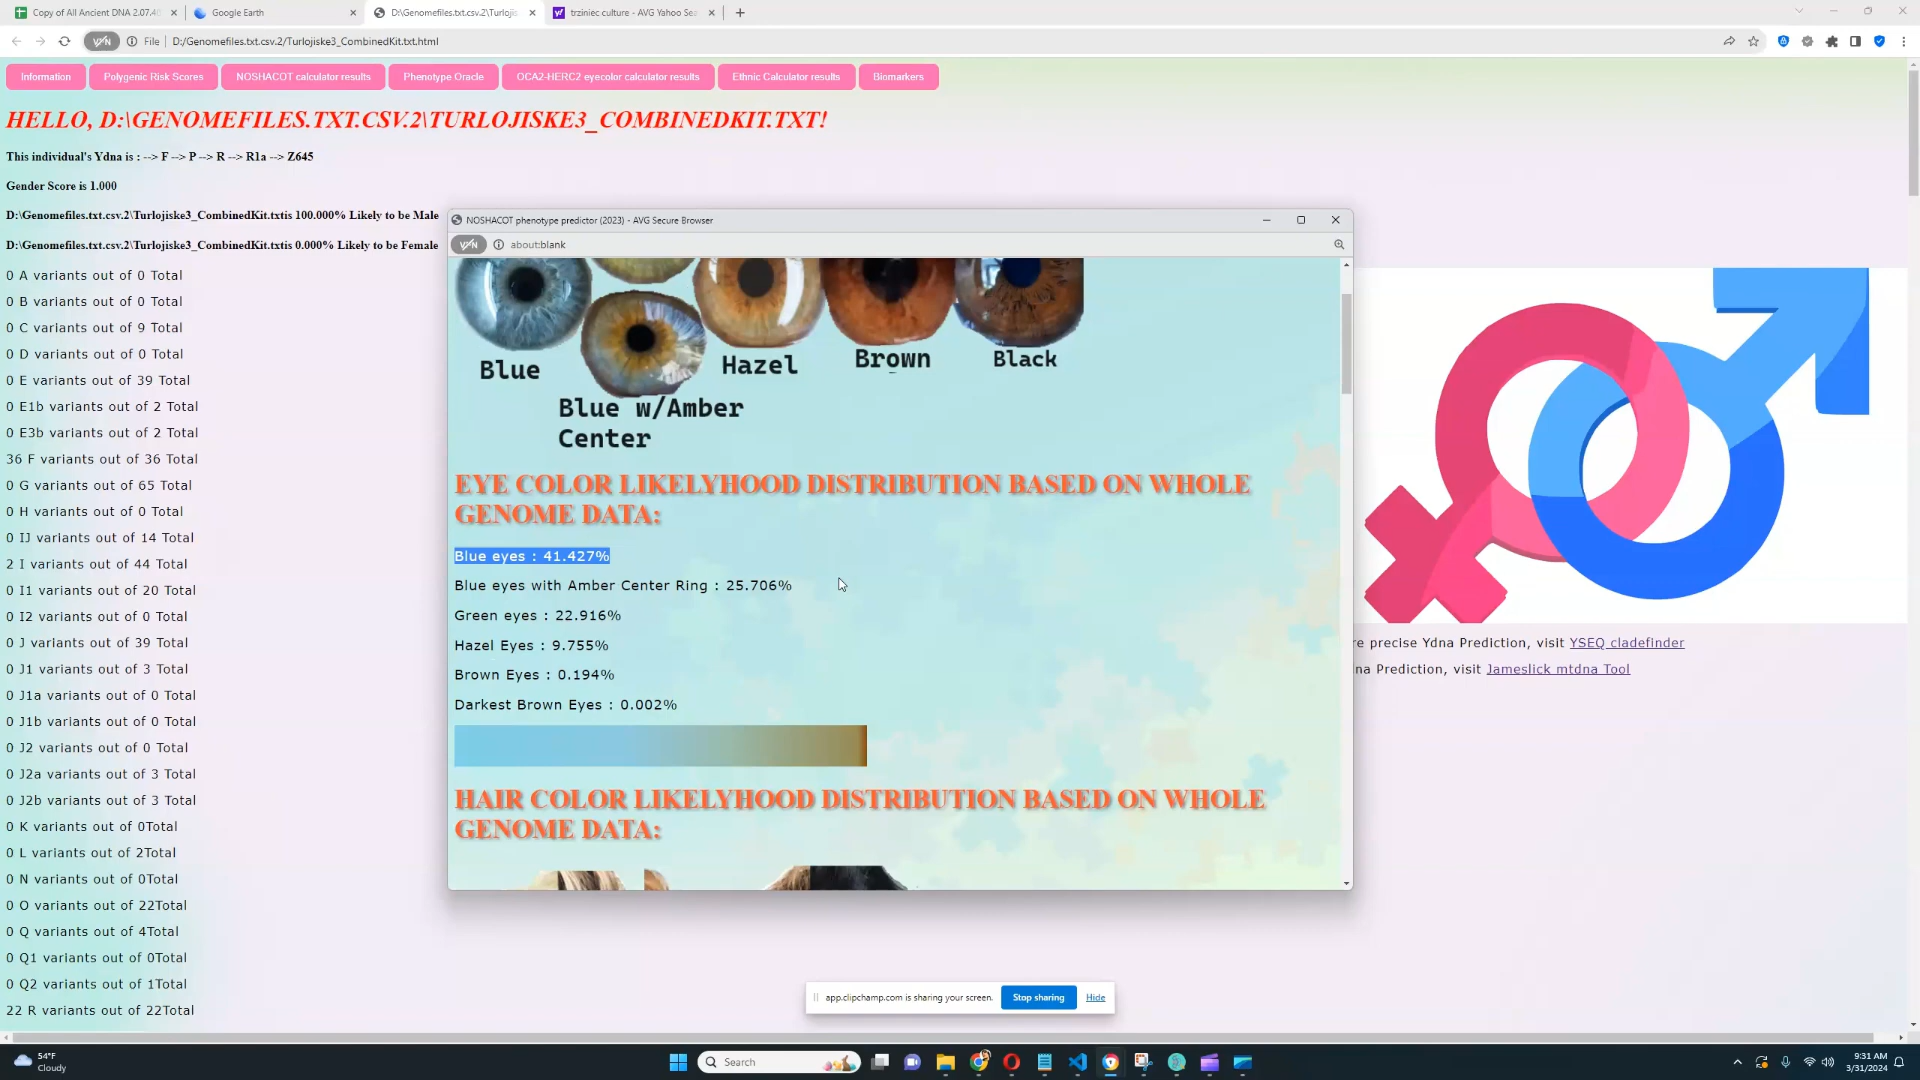 Copy of All Ancient DNA 2.07.4
Google Earth
D:\Genomefiles.txt.csv.2\Turloji
trziniec culture - AVG Yahoo Sea
File D:/Genomefiles.txt.csv.2/Turlojiske3_CombinedKit.txt.html
Information
Polygenic Risk Scores
NOSHACOT calculator results
Phenotype Oracle
OCA2-HERC2 eyecolor calculator results
Ethnic Calculator results
Biomarkers
HELLO, D:\GENOMEFILES.TXT.CSV.2\TURLOJISKE3_COMBINEDKIT.TXT!
This individual's Ydna is : --> F --> P --> R --> R1a --> Z645
Gender Score is 1.000
D:\Genomefiles.txt.csv.2\Turlojiske3_CombinedKit.txtis 100.000% Likely to be Male
D:\Genomefiles.txt.csv.2\Turlojiske3_CombinedKit.txtis 0.000% Likely to be Female
0 A variants out of 0 Total
0 B variants out of 0 Total
0 C variants out of 9 Total
0 D variants out of 0 Total
0 E variants out of 39 Total
0 E1b variants out of 2 Total
0 E3b variants out of 2 Total
36 F variants out of 36 Total
0 G variants out of 65 Total
0 H variants out of 0 Total
0 IJ variants out of 14 Total
2 I variants out of 44 Total
0 I1 variants out of 20 Total
0 I2 variants out of 0 Total
0 J variants out of 39 Total
0 J1 variants out of 3 Total
0 J1a variants out of 0 Total
0 J1b variants out of 0 Total
0 J2 variants out of 0 Total
0 J2a variants out of 3 Total
0 J2b variants out of 3 Total
0 K variants out of 0Total
0 L variants out of 2Total
0 N variants out of 0Total
0 O variants out of 22Total
0 Q variants out of 4Total
0 Q1 variants out of 0Total
0 Q2 variants out of 1Total
22 R variants out of 22Total
NOSHACOT phenotype predictor (2023) - AVG Secure Browser
about:blank
Blue
Blue w/Amber
Center
Hazel
Brown
Black
EYE COLOR LIKELYHOOD DISTRIBUTION BASED ON WHOLE
GENOME DATA:
Blue eyes : 41.427%
Blue eyes with Amber Center Ring : 25.706%
Green eyes : 22.916%
Hazel Eyes : 9.755%
Brown Eyes : 0.194%
Darkest Brown Eyes : 0.002%
HAIR COLOR LIKELYHOOD DISTRIBUTION BASED ON WHOLE
GENOME DATA:
re precise Ydna Prediction, visit YSEQ cladefinder
na Prediction, visit Jameslick mtdna Tool
app.clipchamp.com is sharing your screen.
Stop sharing
Hide
54°F
Cloudy
Search
9:31 AM
3/31/2024